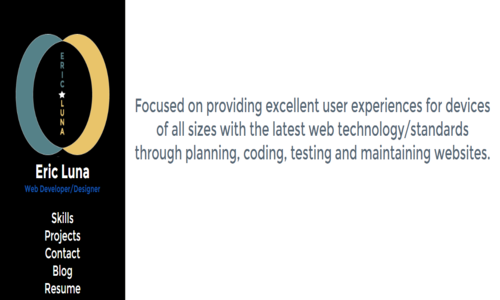 ERIC
LUNA
Eric Luna
Web Developer/Designer
Skills
Projects
Contact
Blog
Resume
Focused on providing excellent user experiences for devices
of all sizes with the latest web technology/standards
through planning, coding, testing and maintaining websites.